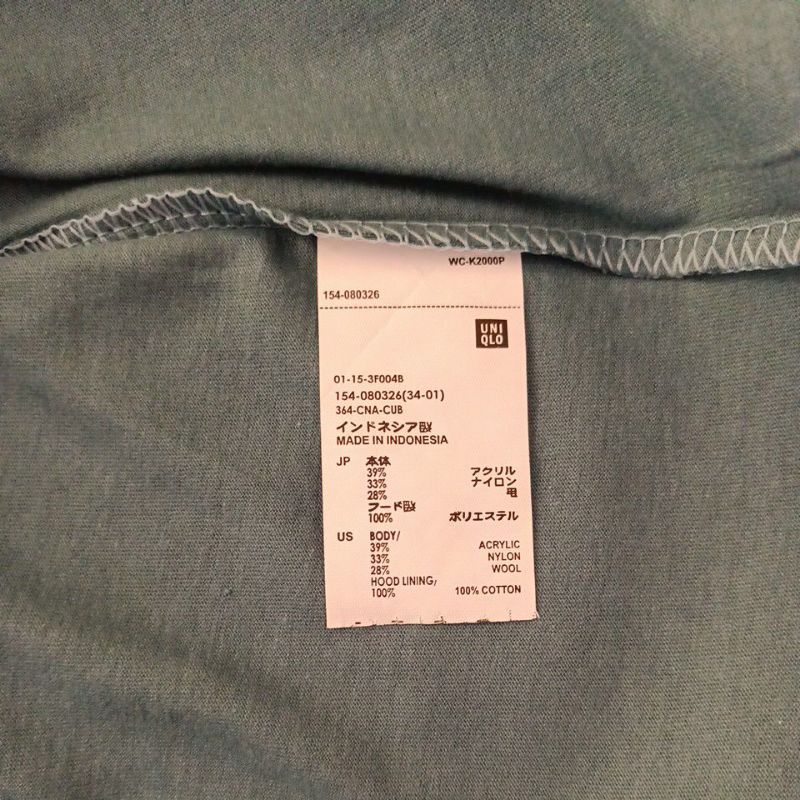 WC-K2000P
154-080326
UNI
QLO
01-15-3F004B
154-080326(34-01)
364-CNA-CUB
インドネシア
MADE IN INDONESIA
JP 本体
39% アクリル
33% ナイロン
28%
フード
100% ポリエステル
US BODY/
39% ACRYLIC
33% NYLON
28% WOOL
HOOD LINING/
100% 100% COTTON